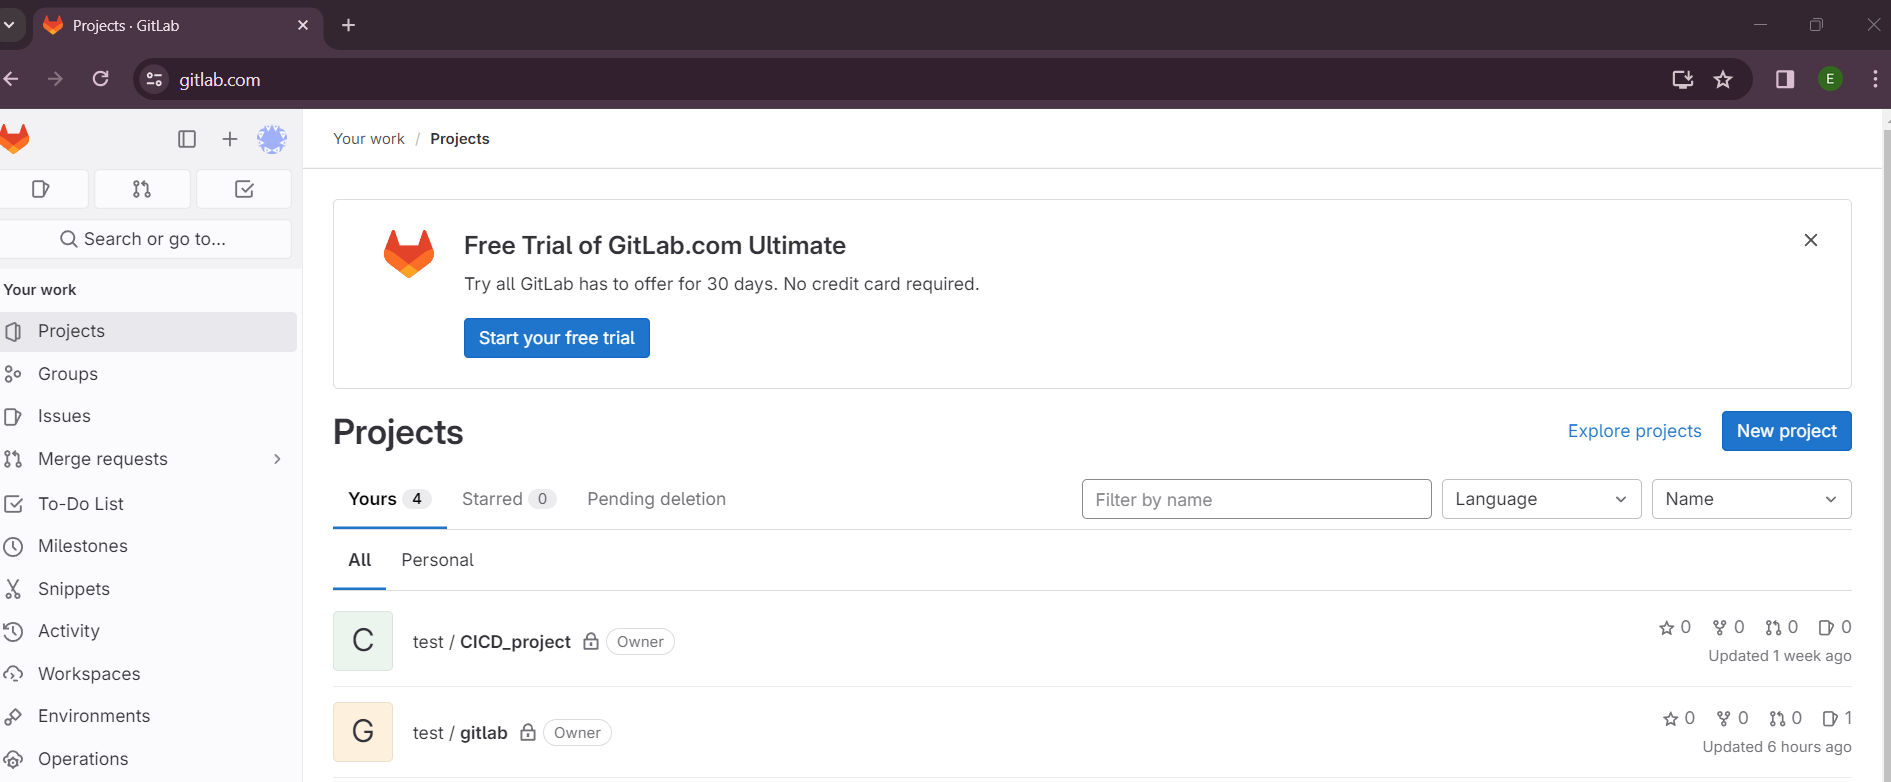 Projects · GitLab
gitlab.com
E
Your work / Projects
Search or go to...
Your work
Projects
Groups
Issues
Merge requests
To-Do List
Milestones
Snippets
Activity
Workspaces
Environments
Operations
Free Trial of GitLab.com Ultimate
Try all GitLab has to offer for 30 days. No credit card required.
Start your free trial
Projects
Explore projects
New project
Yours 4
Starred 0
Pending deletion
Filter by name
Language
Name
All
Personal
C
test / CICD_project
Owner
0 0 0 0
Updated 1 week ago
G
test / gitlab
Owner
0 0 0 1
Updated 6 hours ago